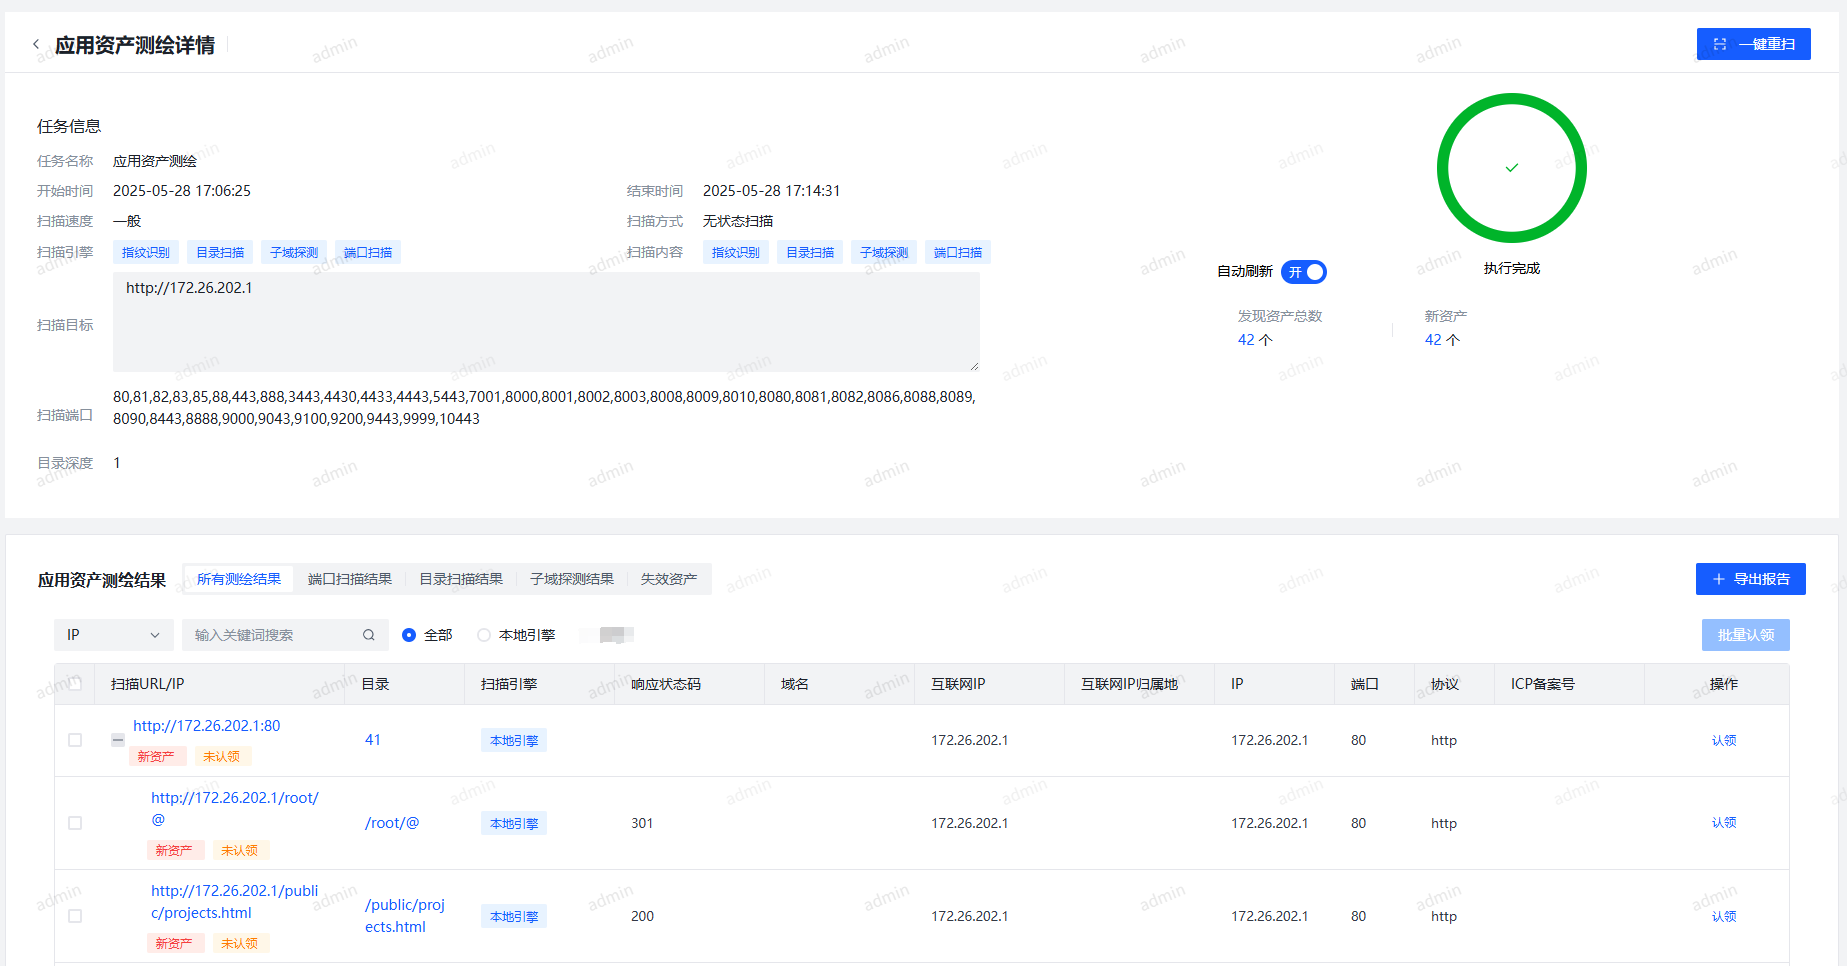 应用资产测绘详情
一键重扫
任务信息
任务名称 应用资产测绘
开始时间 2025-05-28 17:06:25 结束时间 2025-05-28 17:14:31
扫描速度 一般 扫描方式 无状态扫描
扫描引擎 指纹识别 目录扫描 子域探测 端口扫描 扫描内容 指纹识别 目录扫描 子域探测 端口扫描
扫描目标 http://172.26.202.1
扫描端口 80,81,82,83,85,88,443,888,3443,4430,4433,4443,5443,7001,8000,8001,8002,8003,8008,8009,8010,8080,8081,8082,8086,8088,8089,
8090,8443,8888,9000,9043,9100,9200,9443,9999,10443
目录深度 1
自动刷新 开
执行完成
发现资产总数 新资产
42 个 42 个
应用资产测绘结果 所有测绘结果 端口扫描结果 目录扫描结果 子域探测结果 失效资产
导出报告
IP 输入关键词搜索 全部 本地引擎
批量认领
扫描URL/IP 目录 扫描引擎 响应状态码 域名 互联网IP 互联网IP归属地 IP 端口 协议 ICP备案号 操作
http://172.26.202.1:80
新资产 未认领
41 本地引擎 172.26.202.1 172.26.202.1 80 http 认领
http://172.26.202.1/root/
@
新资产 未认领
/root/@ 本地引擎 301 172.26.202.1 172.26.202.1 80 http 认领
http://172.26.202.1/publi
c/projects.html
新资产 未认领
/public/proj
ects.html
本地引擎 200 172.26.202.1 172.26.202.1 80 http 认领
admin